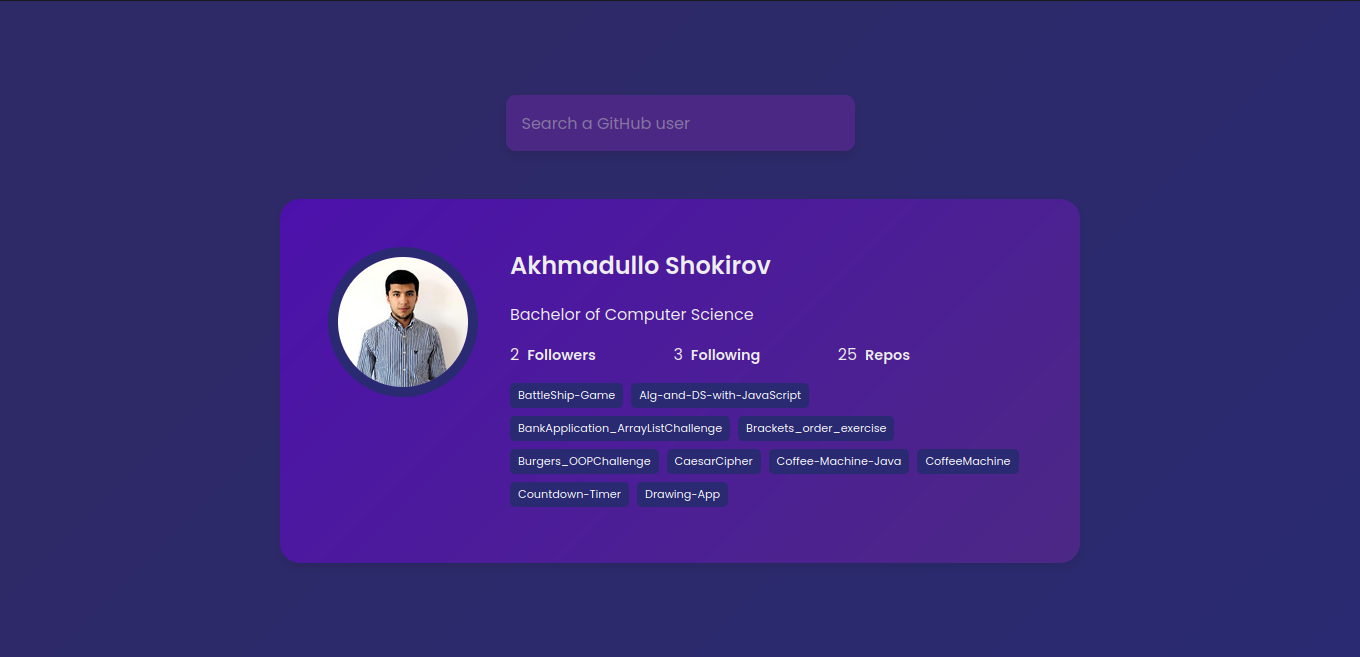 Search a GitHub user
Akhmadullo Shokirov
Bachelor of Computer Science
2 Followers 3 Following 25 Repos
BattleShip-Game Alg-and-DS-with-JavaScript
BankApplication_ArrayListChallenge Brackets_order_exercise
Burgers_OOPChallenge CaesarCipher Coffee-Machine-Java CoffeeMachine
Countdown-Timer Drawing-App